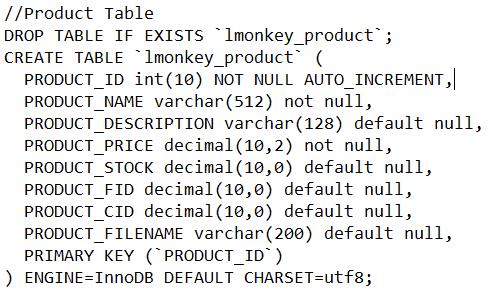 //Product Table
DROP TABLE IF EXISTS `lmonkey_product`;
CREATE TABLE `lmonkey_product` (
  PRODUCT_ID int(10) NOT NULL AUTO_INCREMENT,
  PRODUCT_NAME varchar(512) not null,
  PRODUCT_DESCRIPTION varchar(128) default null,
  PRODUCT_PRICE decimal(10,2) not null,
  PRODUCT_STOCK decimal(10,0) default null,
  PRODUCT_FID decimal(10,0) default null,
  PRODUCT_CID decimal(10,0) default null,
  PRODUCT_FILENAME varchar(200) default null,
  PRIMARY KEY (`PRODUCT_ID`)
) ENGINE=InnoDB DEFAULT CHARSET=utf8;